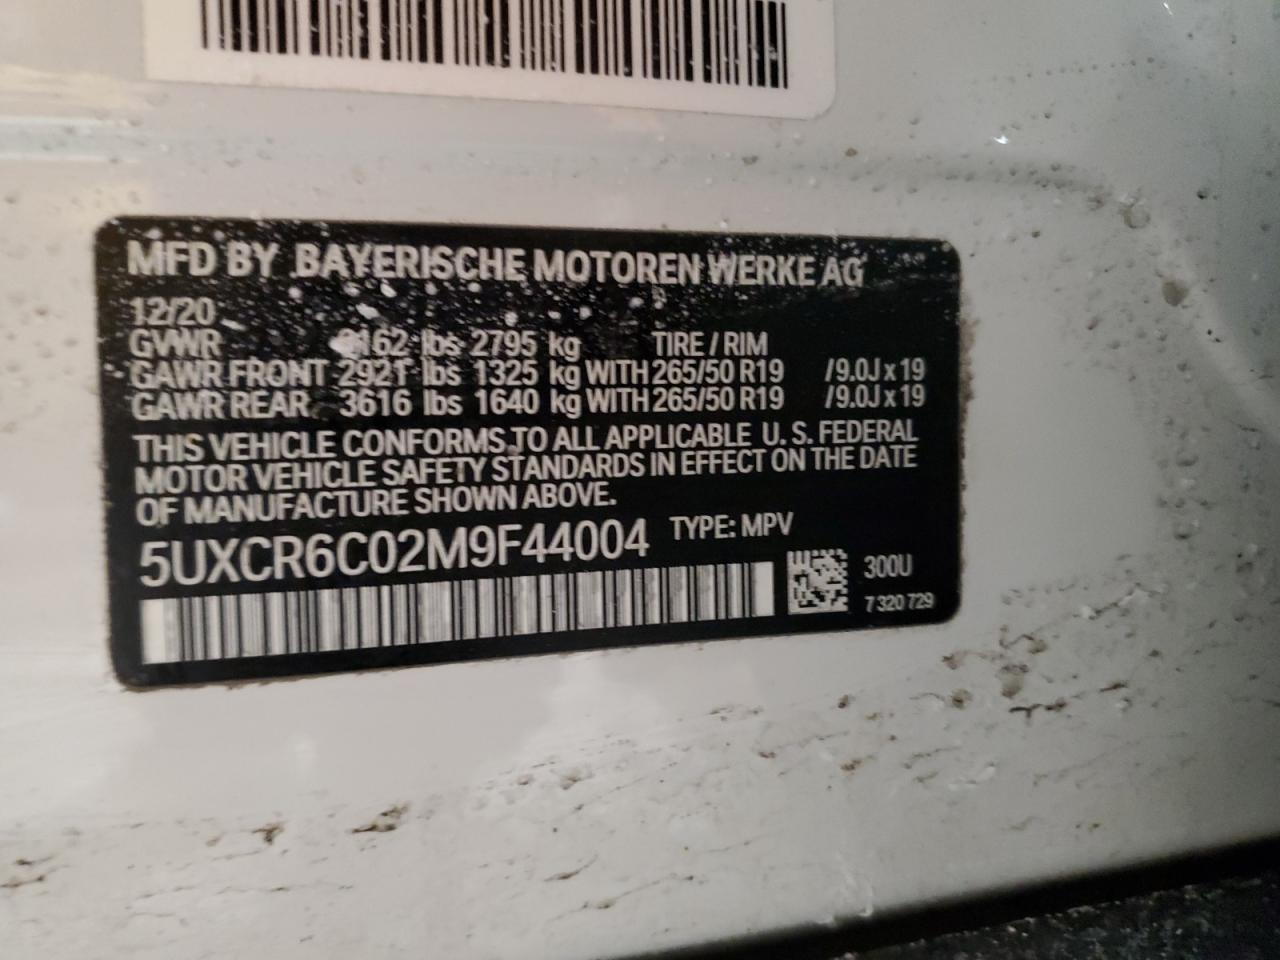 MFD BY BAYERISCHE MOTOREN WERKE AG
12/20
GVWR lbs 2795 kg TIRE / RIM
GAWR FRONT 2921 lbs 1325 kg WITH 265/50 R19 /9.0J x 19
GAWR REAR 3616 lbs 1640 kg WITH 265/50 R19 /9.0J x 19
THIS VEHICLE CONFORMS TO ALL APPLICABLE U. S. FEDERAL
MOTOR VEHICLE SAFETY STANDARDS IN EFFECT ON THE DATE
OF MANUFACTURE SHOWN ABOVE.
5UXCR6C02M9F44004 TYPE: MPV
300U
7 320 729